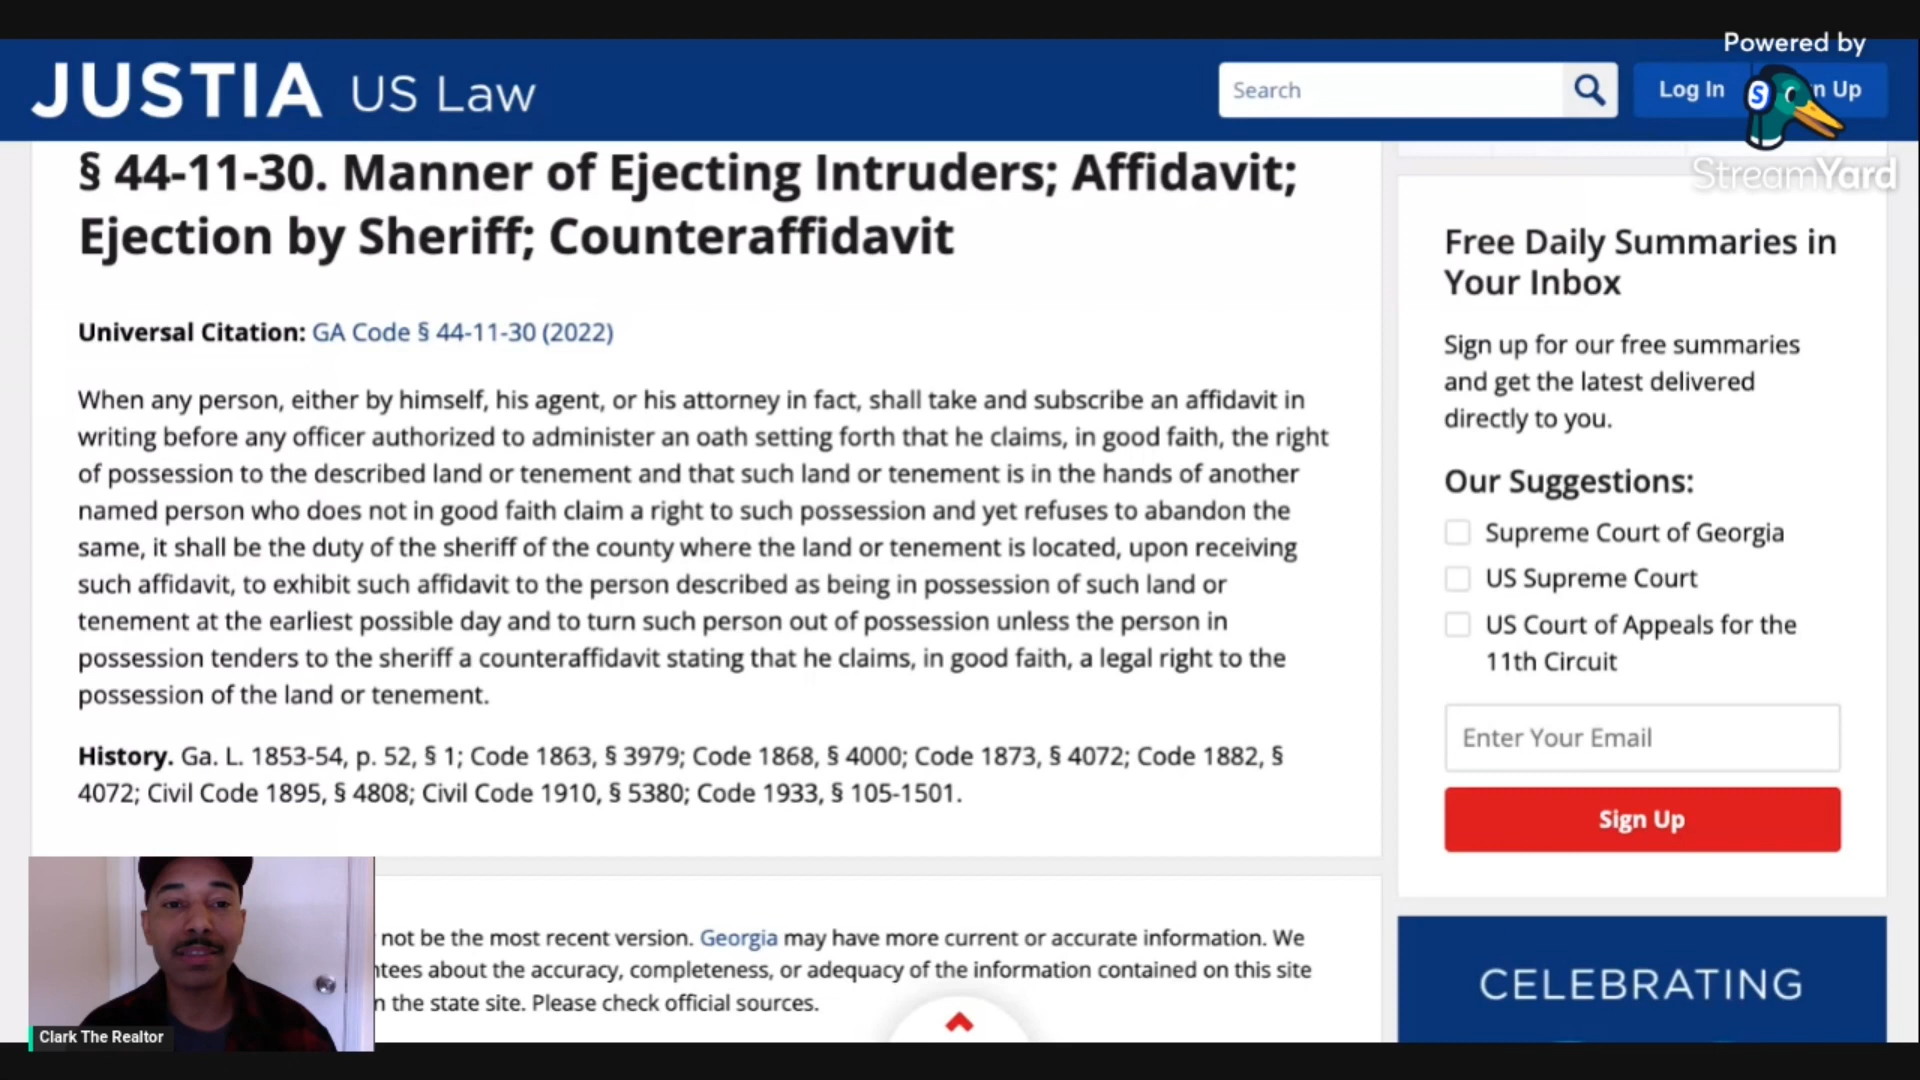 Powered by
JUSTIA US Law
Search
Log In
n Up
StreamYard
§ 44-11-30. Manner of Ejecting Intruders; Affidavit;
Ejection by Sheriff; Counteraffidavit
Universal Citation: GA Code § 44-11-30 (2022)
When any person, either by himself, his agent, or his attorney in fact, shall take and subscribe an affidavit in
writing before any officer authorized to administer an oath setting forth that he claims, in good faith, the right
of possession to the described land or tenement and that such land or tenement is in the hands of another
named person who does not in good faith claim a right to such possession and yet refuses to abandon the
same, it shall be the duty of the sheriff of the county where the land or tenement is located, upon receiving
such affidavit, to exhibit such affidavit to the person described as being in possession of such land or
tenement at the earliest possible day and to turn such person out of possession unless the person in
possession tenders to the sheriff a counteraffidavit stating that he claims, in good faith, a legal right to the
possession of the land or tenement.
History. Ga. L. 1853-54, p. 52, § 1; Code 1863, § 3979; Code 1868, § 4000; Code 1873, § 4072; Code 1882, §
4072; Civil Code 1895, § 4808; Civil Code 1910, § 5380; Code 1933, § 105-1501.
not be the most recent version. Georgia may have more current or accurate information. We
ntees about the accuracy, completeness, or adequacy of the information contained on this site
n the state site. Please check official sources.
Clark The Realtor
Free Daily Summaries in
Your Inbox
Sign up for our free summaries
and get the latest delivered
directly to you.
Our Suggestions:
Supreme Court of Georgia
US Supreme Court
US Court of Appeals for the
11th Circuit
Enter Your Email
Sign Up
CELEBRATING